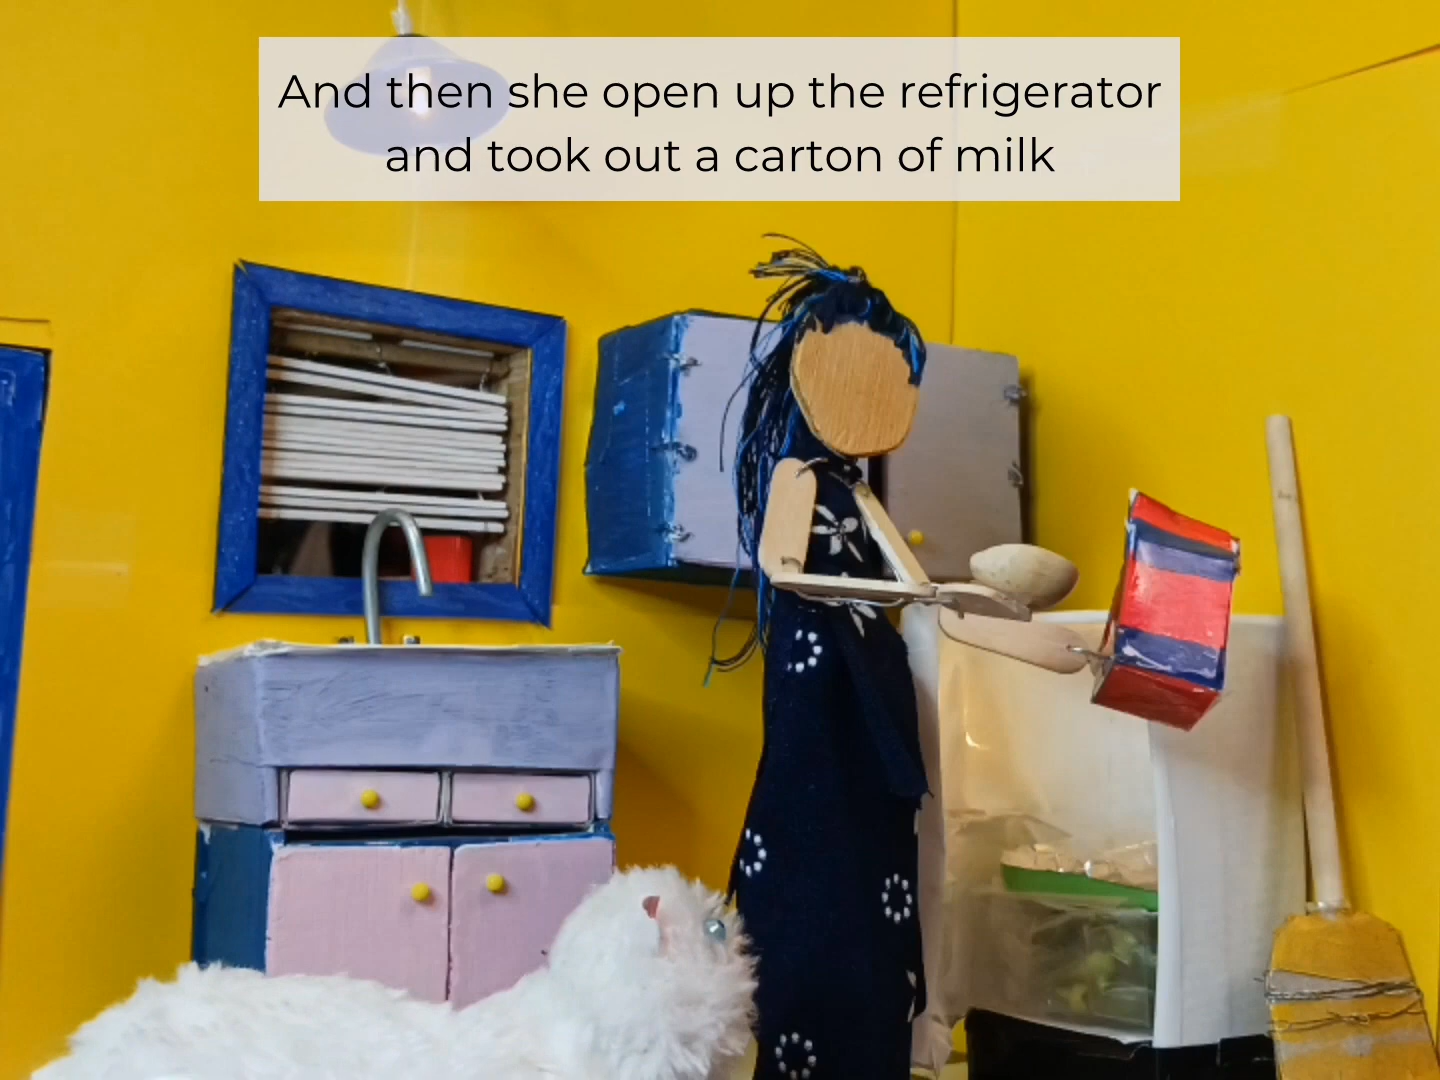 And then she open up the refrigerator
and took out a carton of milk